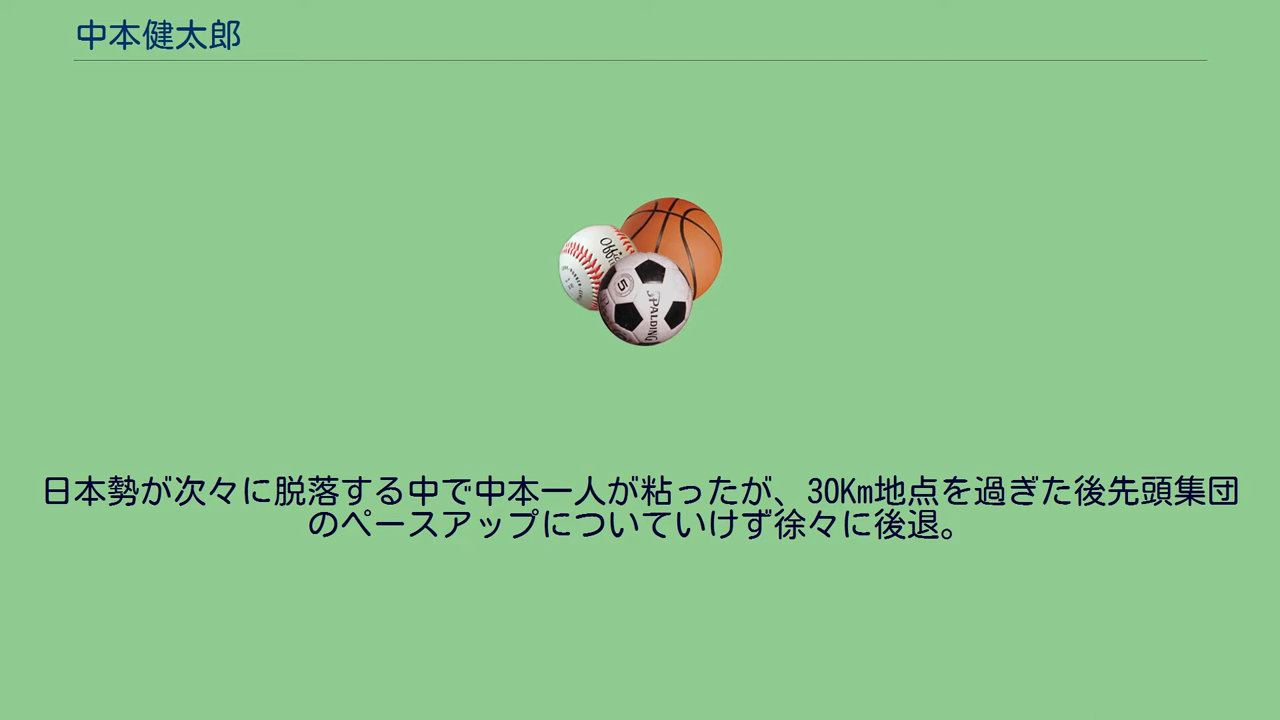 中本健太郎
Offici
5
SPALDING
日本勢が次々に脱落する中で中本一人が粘ったが、30Km地点を過ぎた後先頭集団
のペースアップについていけず徐々に後退。